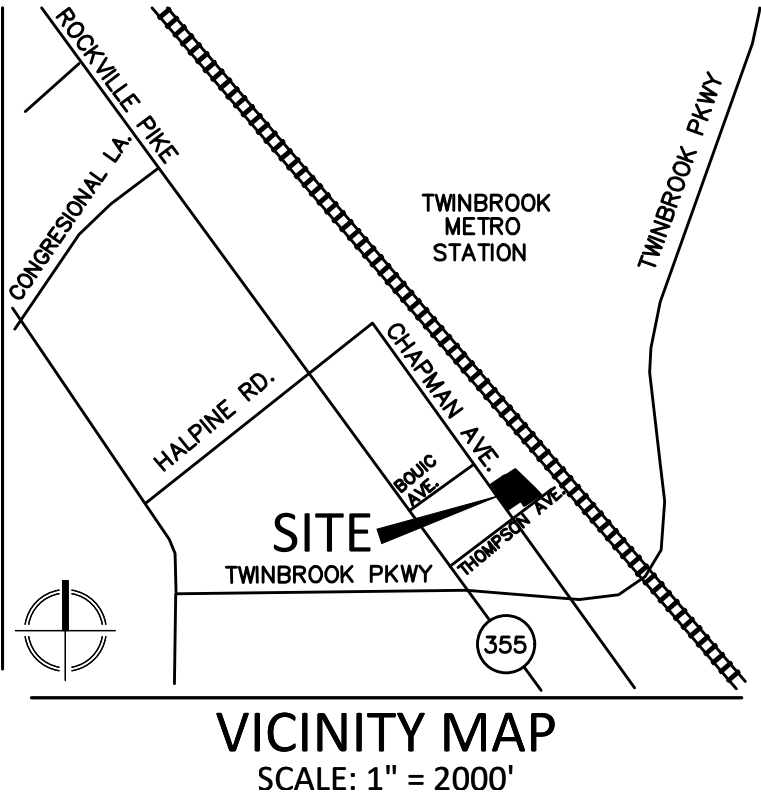 ROCKVILLE PIKE
CONGRESIONAL LA.
TWINBROOK PKWY
TWINBROOK
METRO
STATION
CHAPMAN AVE.
HALPINE RD.
BOUIC
AVE.
SITE
THOMPSON AVE.
TWINBROOK PKWY
355
VICINITY MAP
SCALE: 1" = 2000'